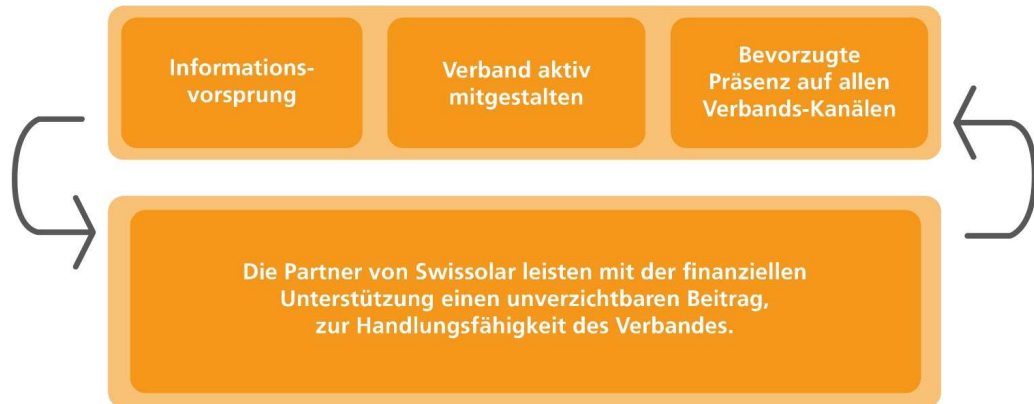 Informations-
vorsprung
Verband aktiv
mitgestalten
Bevorzugte
Präsenz auf allen
Verbands-Kanälen
Die Partner von Swissolar leisten mit der finanziellen
Unterstützung einen unverzichtbaren Beitrag,
zur Handlungsfähigkeit des Verbandes.